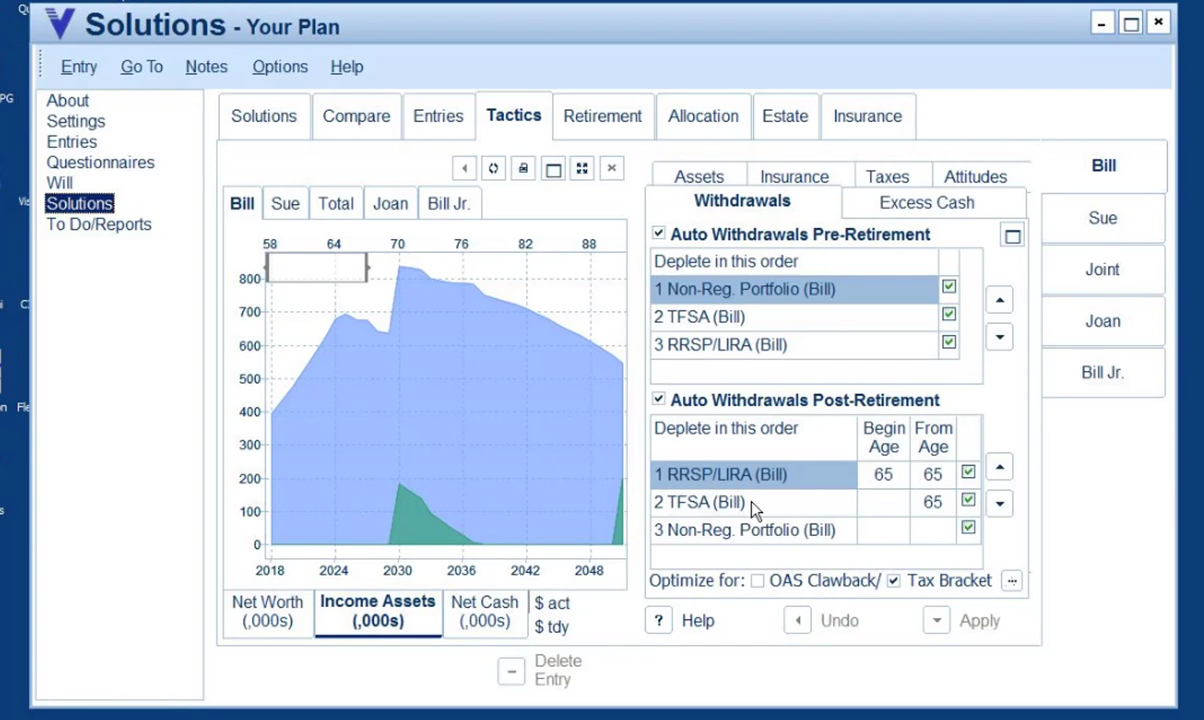 Solutions - Your Plan
Entry Go To Notes Options Help
About
Settings
Entries
Questionnaires
Will
Solutions
To Do/Reports
Solutions Compare Entries Tactics Retirement Allocation Estate Insurance
Bill Sue Total Joan Bill Jr.
58 64 70 76 82 88
800
700
600
500
400
300
200
100
0
2018 2024 2030 2036 2042 2048
Net Worth (,000s)
Income Assets (,000s)
Net Cash (,000s)
$ act
$ tdy
Delete Entry
Assets Insurance Taxes Attitudes
Withdrawals Excess Cash
Auto Withdrawals Pre-Retirement
Deplete in this order
1 Non-Reg. Portfolio (Bill)
2 TFSA (Bill)
3 RRSP/LIRA (Bill)
Auto Withdrawals Post-Retirement
Deplete in this order Begin Age From Age
1 RRSP/LIRA (Bill) 65 65
2 TFSA (Bill) 65
3 Non-Reg. Portfolio (Bill)
Optimize for: OAS Clawback/ Tax Bracket ...
? Help Undo Apply
Bill
Sue
Joint
Joan
Bill Jr.
PG